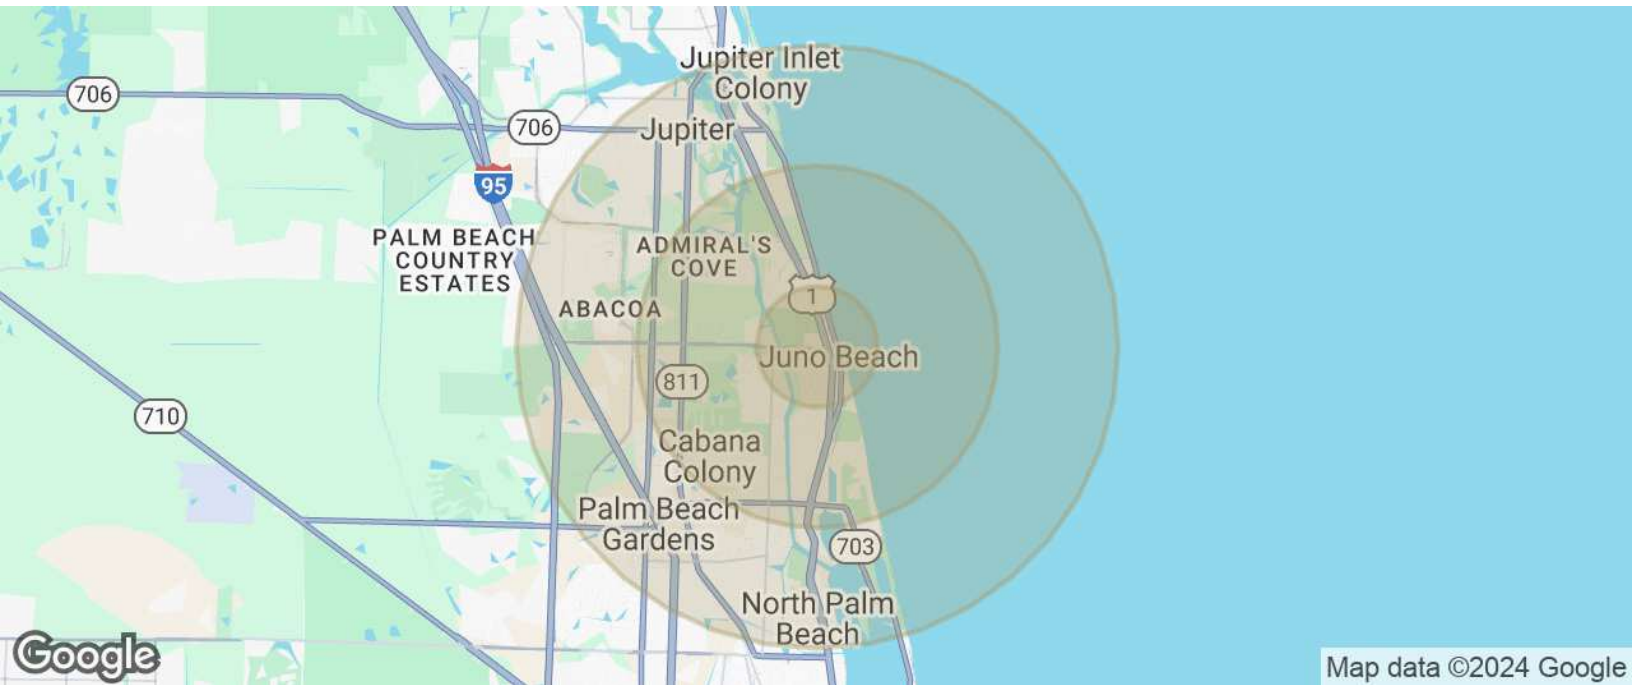 Jupiter Inlet
Colony
706
706
Jupiter
95
PALM BEACH
COUNTRY
ESTATES
ADMIRAL'S
COVE
1
ABACOA
Juno Beach
811
710
Cabana
Colony
Palm Beach
Gardens
703
North Palm
Beach
Google
Map data ©2024 Google